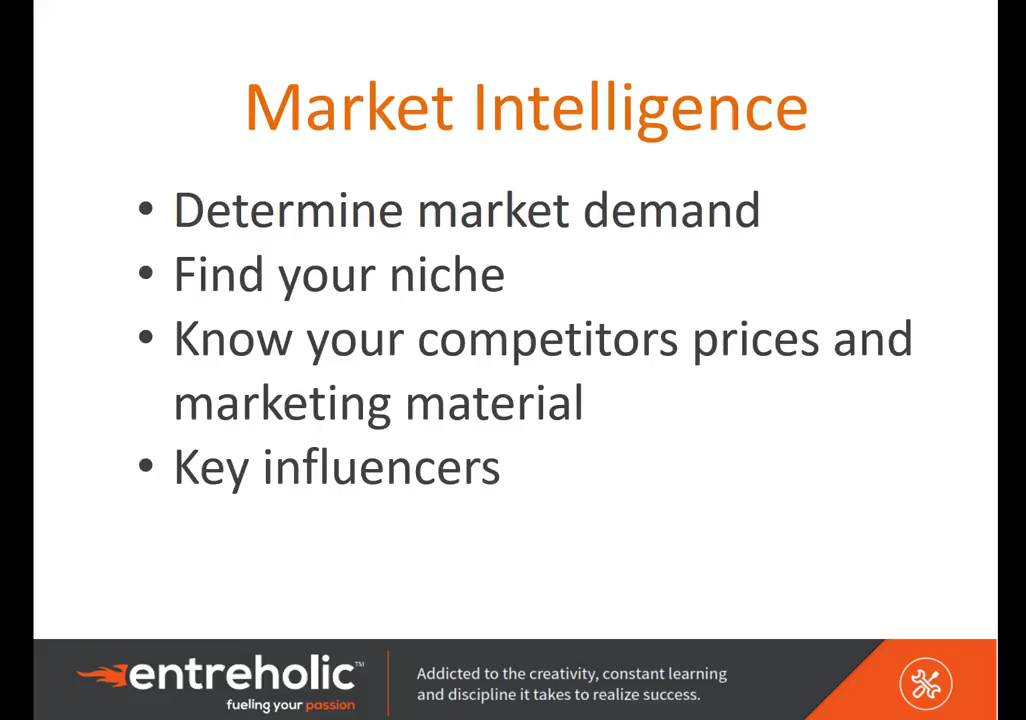 Market Intelligence
• Determine market demand
• Find your niche
• Know your competitors prices and
marketing material
• Key influencers
entreholic™
fueling your passion
Addicted to the creativity, constant learning
and discipline it takes to realize success.